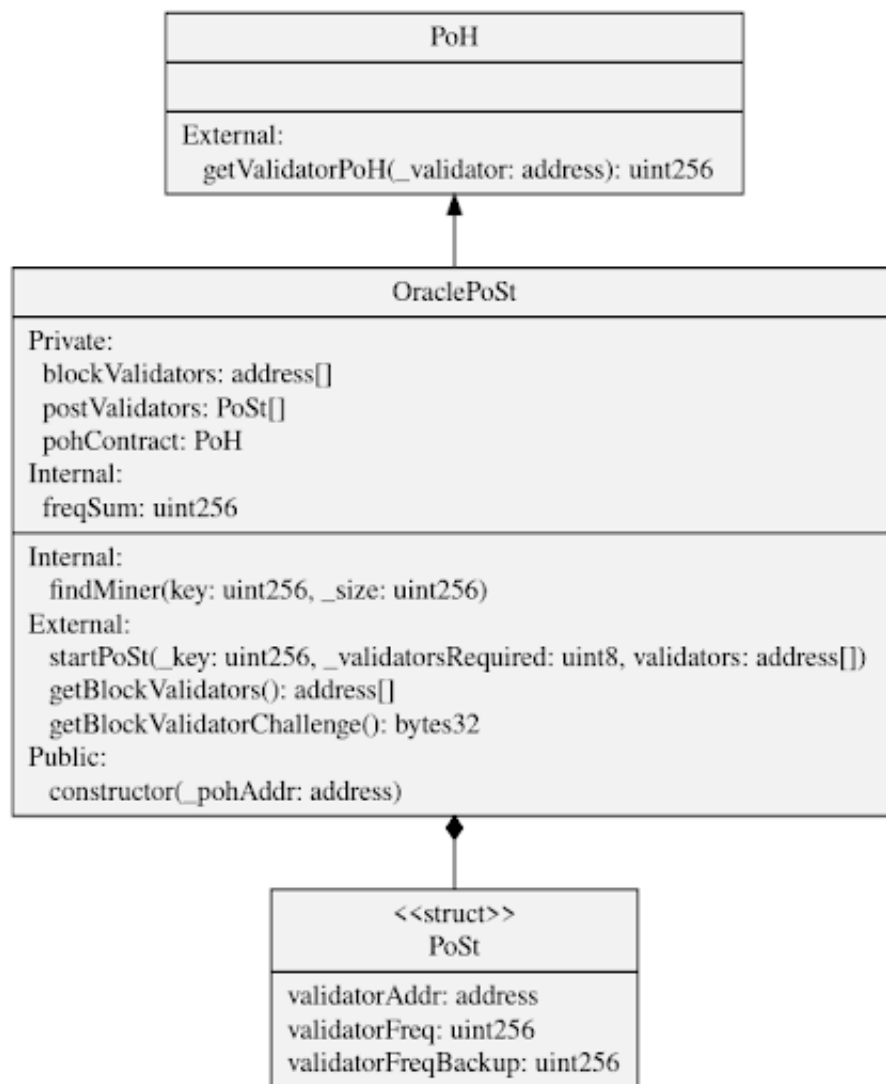 PoH
External:
getValidatorPoH(_validator: address): uint256
OraclePoSt
Private:
blockValidators: address[]
postValidators: PoSt[]
pohContract: PoH
Internal:
freqSum: uint256
Internal:
findMiner(key: uint256, _size: uint256)
External:
startPoSt(_key: uint256, _validatorsRequired: uint8, validators: address[])
getBlockValidators(): address[]
getBlockValidatorChallenge(): bytes32
Public:
constructor(_pohAddr: address)
<<struct>>
PoSt
validatorAddr: address
validatorFreq: uint256
validatorFreqBackup: uint256